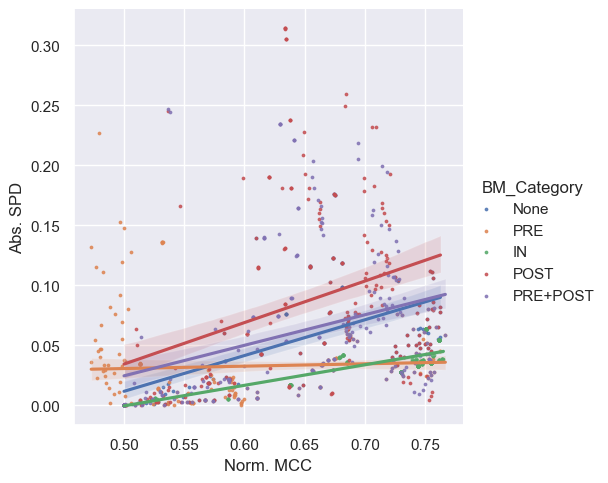 0.30
0.25
0.20
0.15
0.10
0.05
0.00
Abs. SPD
0.50 0.55 0.60 0.65 0.70 0.75
Norm. MCC
BM_Category
None
PRE
IN
POST
PRE+POST